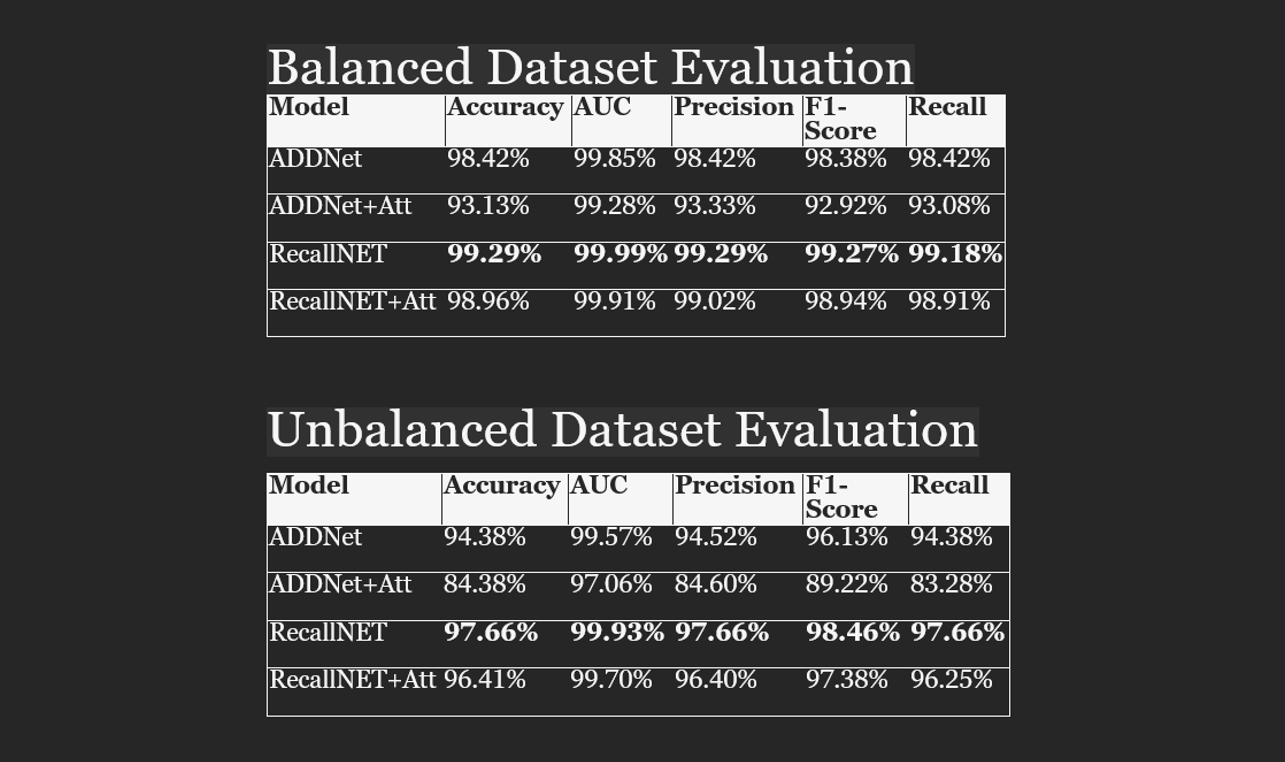 Balanced Dataset Evaluation
Model Accuracy AUC Precision F1-Score Recall
ADDNet 98.42% 99.85% 98.42% 98.38% 98.42%
ADDNet+Att 93.13% 99.28% 93.33% 92.92% 93.08%
RecallNET 99.29% 99.99% 99.29% 99.27% 99.18%
RecallNET+Att 98.96% 99.91% 99.02% 98.94% 98.91%
Unbalanced Dataset Evaluation
Model Accuracy AUC Precision F1-Score Recall
ADDNet 94.38% 99.57% 94.52% 96.13% 94.38%
ADDNet+Att 84.38% 97.06% 84.60% 89.22% 83.28%
RecallNET 97.66% 99.93% 97.66% 98.46% 97.66%
RecallNET+Att 96.41% 99.70% 96.40% 97.38% 96.25%